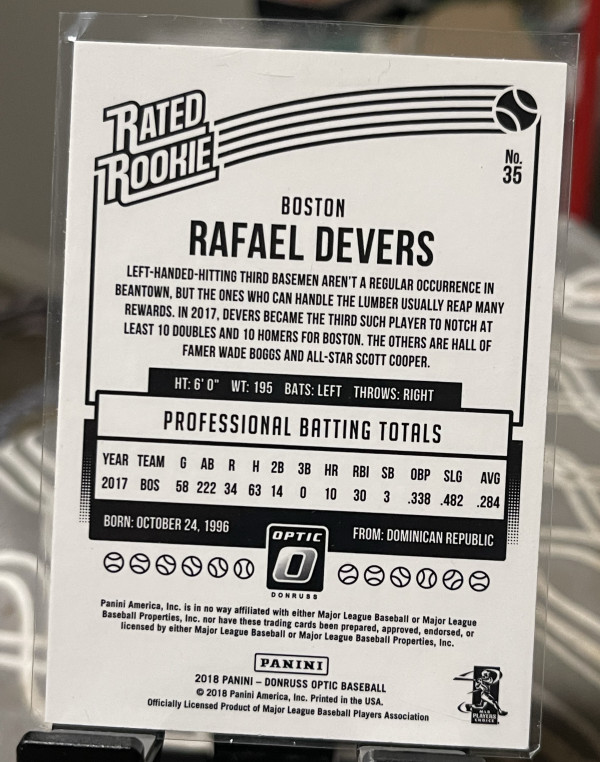 RATED
ROOKIE
No.
35
BOSTON
RAFAEL DEVERS
LEFT-HANDED-HITTING THIRD BASEMEN AREN'T A REGULAR OCCURRENCE IN
BEANTOWN, BUT THE ONES WHO CAN HANDLE THE LUMBER USUALLY REAP MANY
REWARDS. IN 2017, DEVERS BECAME THE THIRD SUCH PLAYER TO NOTCH AT
LEAST 10 DOUBLES AND 10 HOMERS FOR BOSTON. THE OTHERS ARE HALL OF
FAMER WADE BOGGS AND ALL-STAR SCOTT COOPER.
HT: 6' 0" WT: 195 BATS: LEFT THROWS: RIGHT
PROFESSIONAL BATTING TOTALS
YEAR TEAM G AB R H 2B 3B HR RBI SB OBP SLG AVG
2017 BOS 58 222 34 63 14 0 10 30 3 .338 .482 .284
BORN: OCTOBER 24, 1996
FROM: DOMINICAN REPUBLIC
OPTIC
O
DONRUSS
Panini America, Inc. is in no way affiliated with either Major League Baseball or Major League
Baseball Properties, Inc. nor have these trading cards been prepared, approved, endorsed, or
licensed by either Major League Baseball or Major League Baseball Properties, Inc.
PANINI
2018 PANINI – DONRUSS OPTIC BASEBALL
© 2018 Panini America, Inc. Printed in the USA.
Officially Licensed Product of Major League Baseball Players Association
MLB
PLAYERS
CHOICE